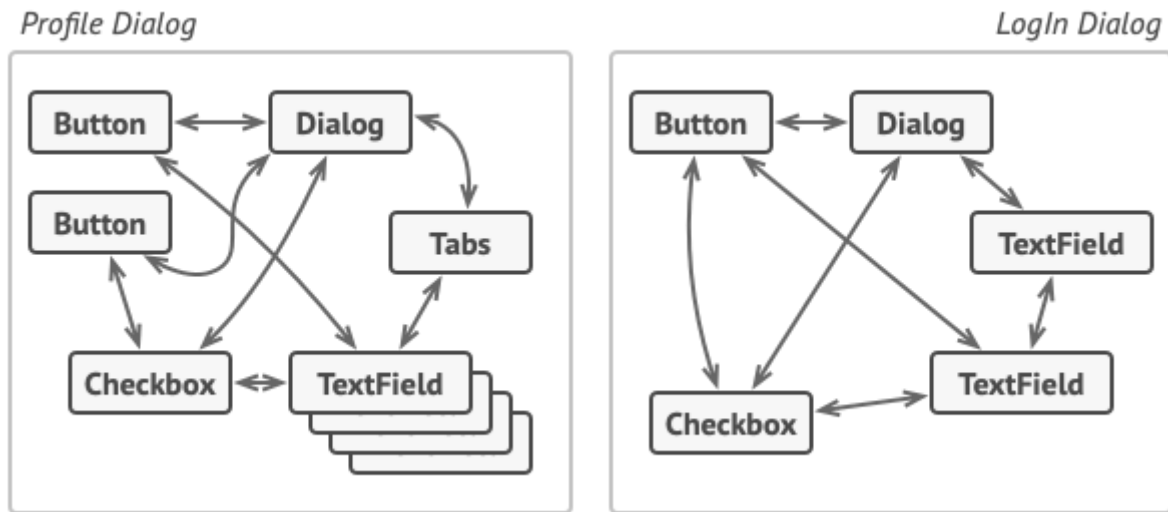 Profile Dialog
Button
Dialog
Button
Tabs
Checkbox
TextField
LogIn Dialog
Button
Dialog
TextField
TextField
Checkbox